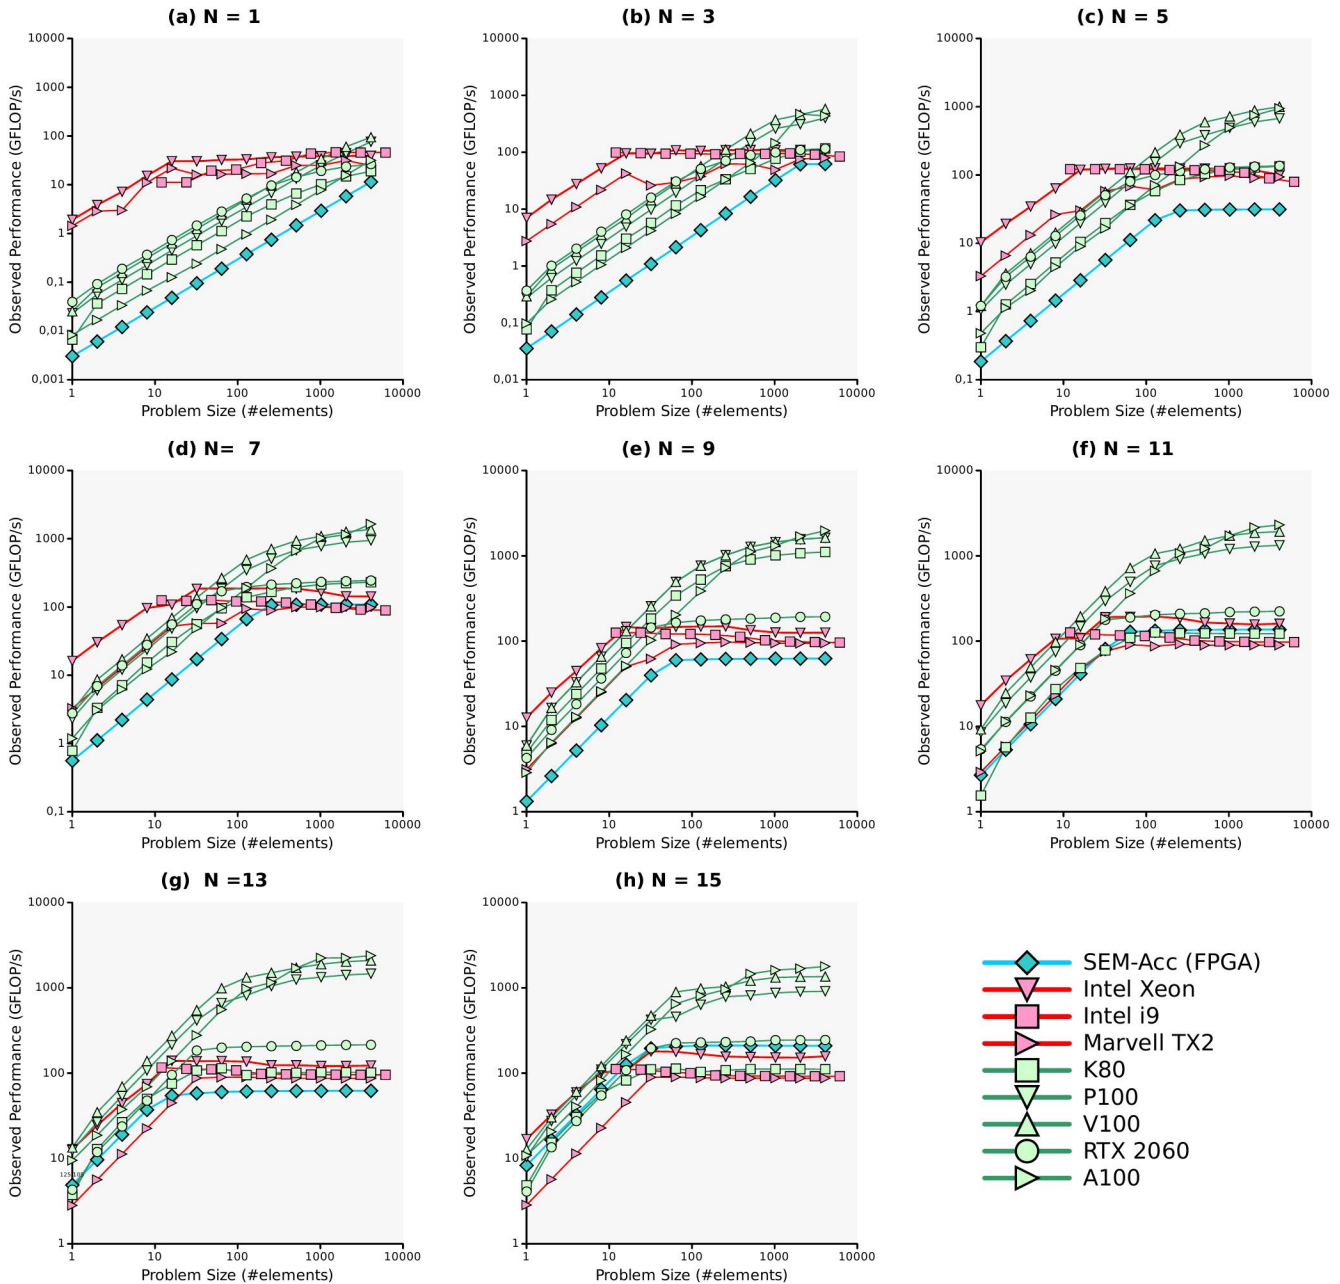 (a) N = 1
10000
1000
100
10
1
0,1
0,01
0,001
1
10
100
1000
10000
Observed Performance (GFLOP/s)
Problem Size (#elements)
(b) N = 3
10000
1000
100
10
1
0,1
0,01
1
10
100
1000
10000
Observed Performance (GFLOP/s)
Problem Size (#elements)
(c) N = 5
10000
1000
100
10
1
0,1
1
10
100
1000
10000
Observed Performance (GFLOP/s)
Problem Size (#elements)
(d) N=  7
10000
1000
100
10
1
0,1
1
10
100
1000
10000
Observed Performance (GFLOP/s)
Problem Size (#elements)
(e) N = 9
10000
1000
100
10
1
1
10
100
1000
10000
Observed Performance (GFLOP/s)
Problem Size (#elements)
(f) N = 11
10000
1000
100
10
1
1
10
100
1000
10000
Observed Performance (GFLOP/s)
Problem Size (#elements)
(g)  N =13
10000
1000
100
10
1
1
10
100
1000
10000
Observed Performance (GFLOP/s)
Problem Size (#elements)
(h) N = 15
10000
1000
100
10
1
1
10
100
1000
10000
Observed Performance (GFLOP/s)
Problem Size (#elements)
SEM-Acc (FPGA)
Intel Xeon
Intel i9
Marvell TX2
K80
P100
V100
RTX 2060
A100